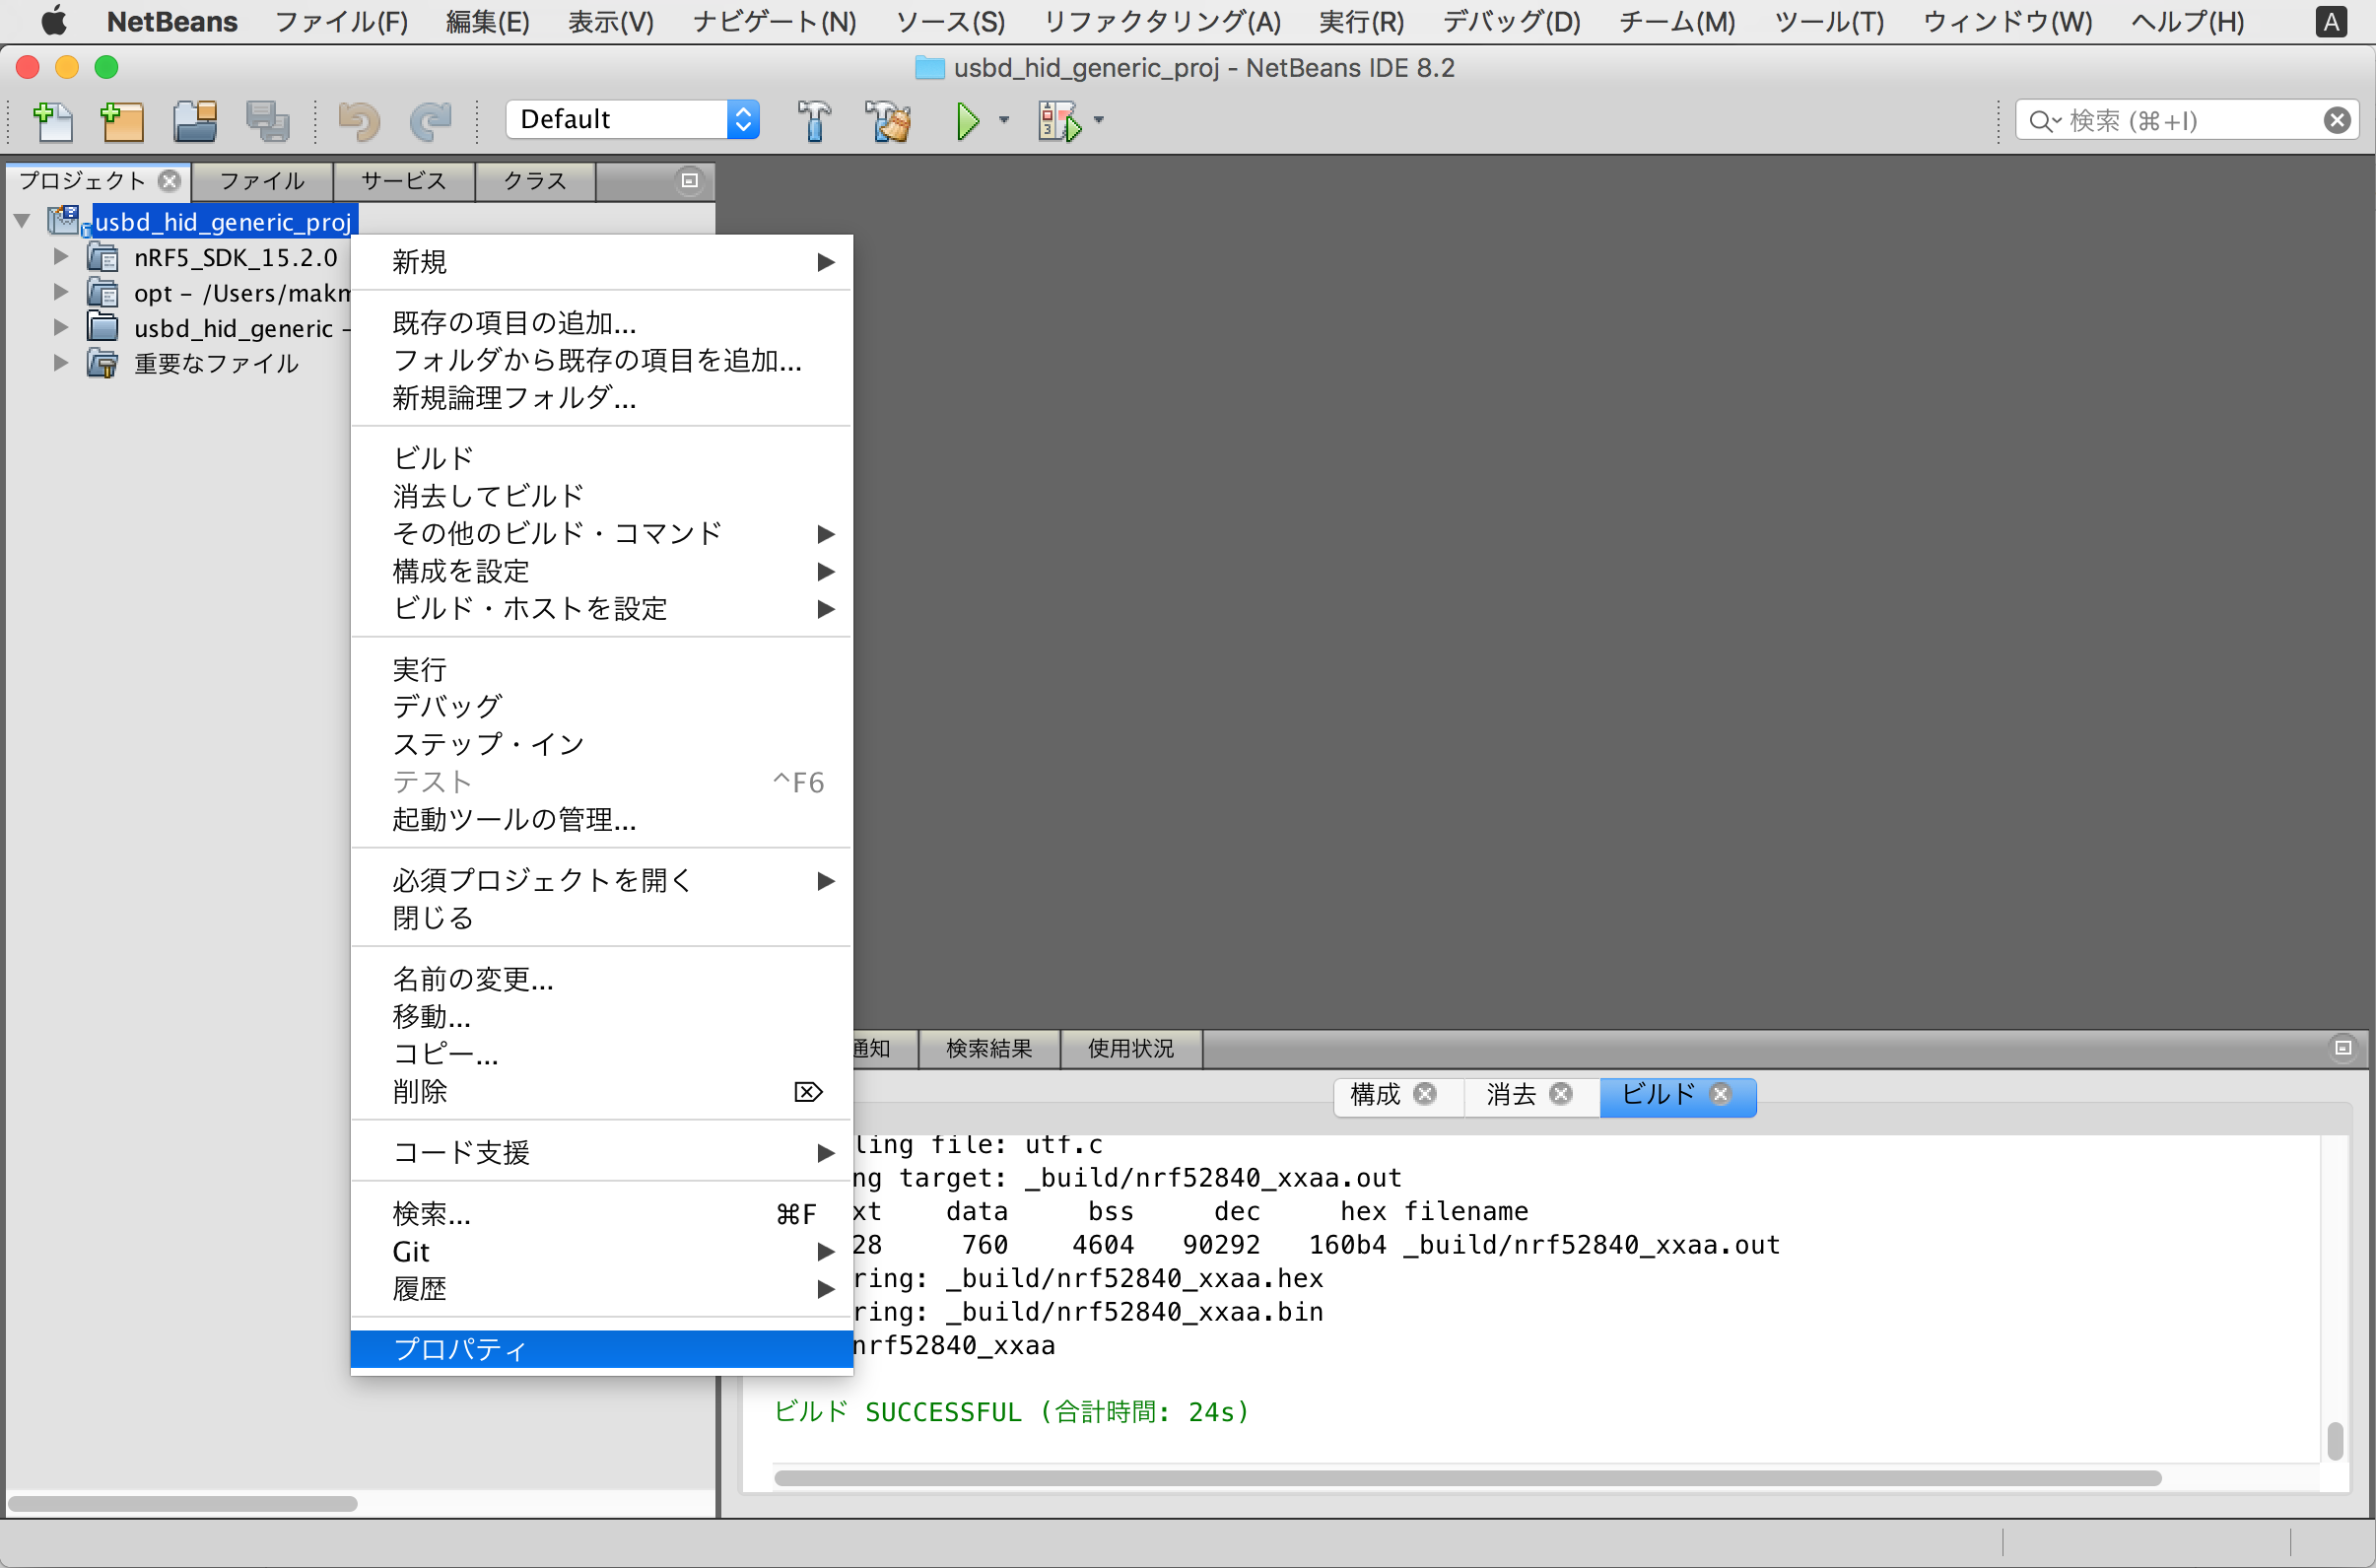 NetBeans ファイル(F) 編集(E) 表示(V) ナビゲート(N) ソース(S) リファクタリング(A) 実行(R) デバッグ(D) チーム(M) ツール(T) ウィンドウ(W) ヘルプ(H) A
usbd_hid_generic_proj - NetBeans IDE 8.2
Default
検索 (⌘+I)
プロジェクト ファイル サービス クラス
usbd_hid_generic_proj
nRF5_SDK_15.2.0
opt - /Users/makm
usbd_hid_generic -
重要なファイル
新規
既存の項目の追加...
フォルダから既存の項目を追加...
新規論理フォルダ...
ビルド
消去してビルド
その他のビルド・コマンド
構成を設定
ビルド・ホストを設定
実行
デバッグ
ステップ・イン
テスト ^F6
起動ツールの管理...
必須プロジェクトを開く
閉じる
名前の変更...
移動...
コピー...
削除 ⌦
コード支援
検索... ⌘F
Git
履歴
プロパティ
通知 検索結果 使用状況
構成 消去 ビルド
ling file: utf.c
ng target: _build/nrf52840_xxaa.out
xt data bss dec hex filename
28 760 4604 90292 160b4 _build/nrf52840_xxaa.out
ring: _build/nrf52840_xxaa.hex
ring: _build/nrf52840_xxaa.bin
nrf52840_xxaa
ビルド SUCCESSFUL (合計時間: 24s)